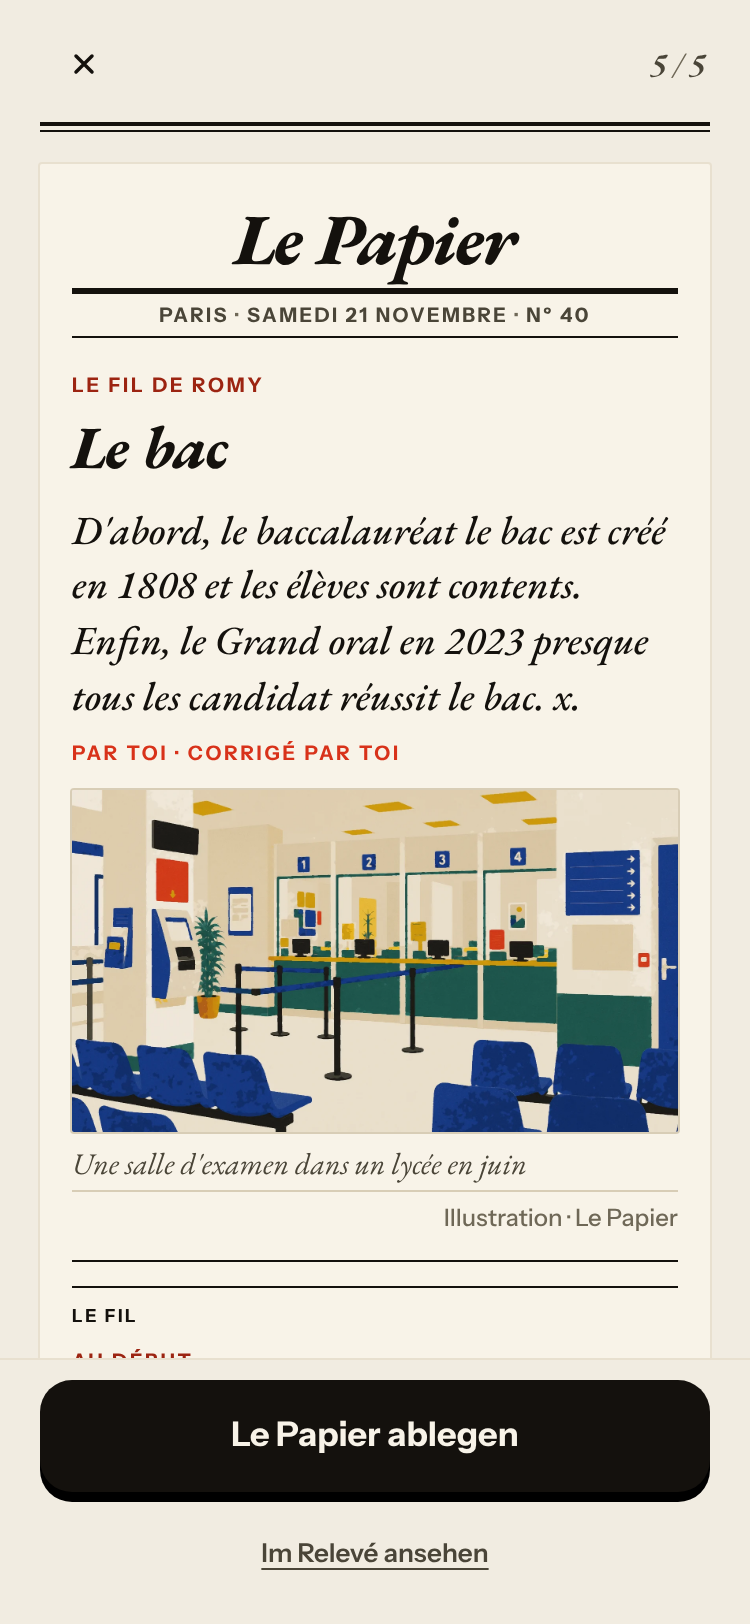 5/5
Le Papier
PARIS · SAMEDI 21 NOVEMBRE · N° 40
LE FIL DE ROMY
Le bac
D'abord, le baccalauréat le bac est créé
en 1808 et les élèves sont contents.
Enfin, le Grand oral en 2023 presque
tous les candidat réussit le bac. x.
PAR TOI · CORRIGÉ PAR TOI
1 2 3 4
Une salle d'examen dans un lycée en juin
Illustration · Le Papier
LE FIL
AU DÉBUT
Le Papier ablegen
Im Relevé ansehen